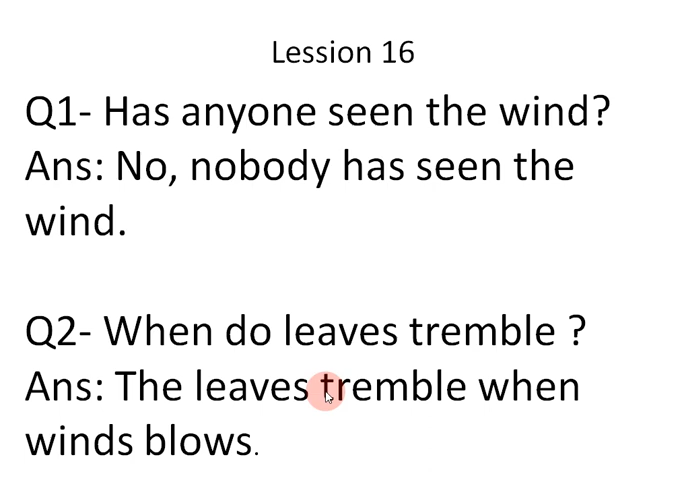 Lession 16
Q1- Has anyone seen the wind?
Ans: No, nobody has seen the
wind.
Q2- When do leaves tremble ?
Ans: The leaves tremble when
winds blows.